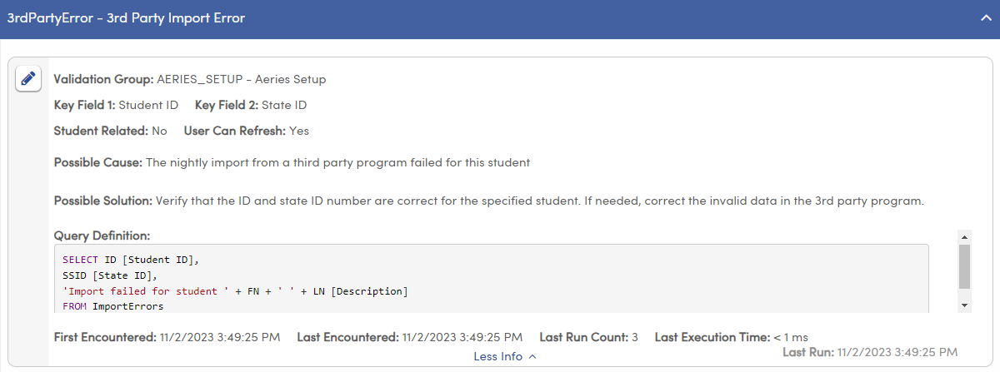 3rdPartyError - 3rd Party Import Error
Validation Group: AERIES_SETUP - Aeries Setup
Key Field 1: Student ID Key Field 2: State ID
Student Related: No User Can Refresh: Yes
Possible Cause: The nightly import from a third party program failed for this student
Possible Solution: Verify that the ID and state ID number are correct for the specified student. If needed, correct the invalid data in the 3rd party program.
Query Definition:
SELECT ID [Student ID],
SSID [State ID],
'Import failed for student ' + FN + ' ' + LN [Description]
FROM ImportErrors
First Encountered: 11/2/2023 3:49:25 PM Last Encountered: 11/2/2023 3:49:25 PM Last Run Count: 3 Last Execution Time: < 1 ms
Last Run: 11/2/2023 3:49:25 PM
Less Info